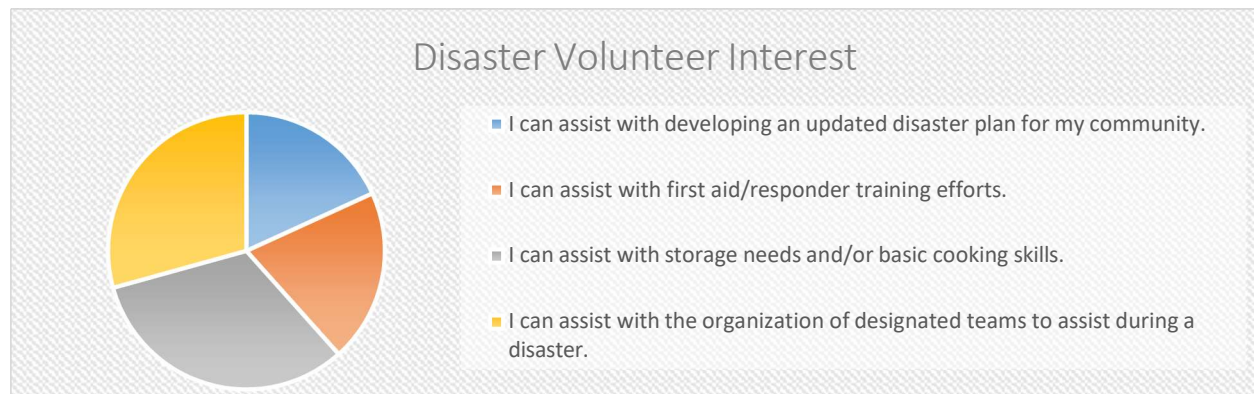 Disaster Volunteer Interest
I can assist with developing an updated disaster plan for my community.
I can assist with first aid/responder training efforts.
I can assist with storage needs and/or basic cooking skills.
I can assist with the organization of designated teams to assist during a
disaster.